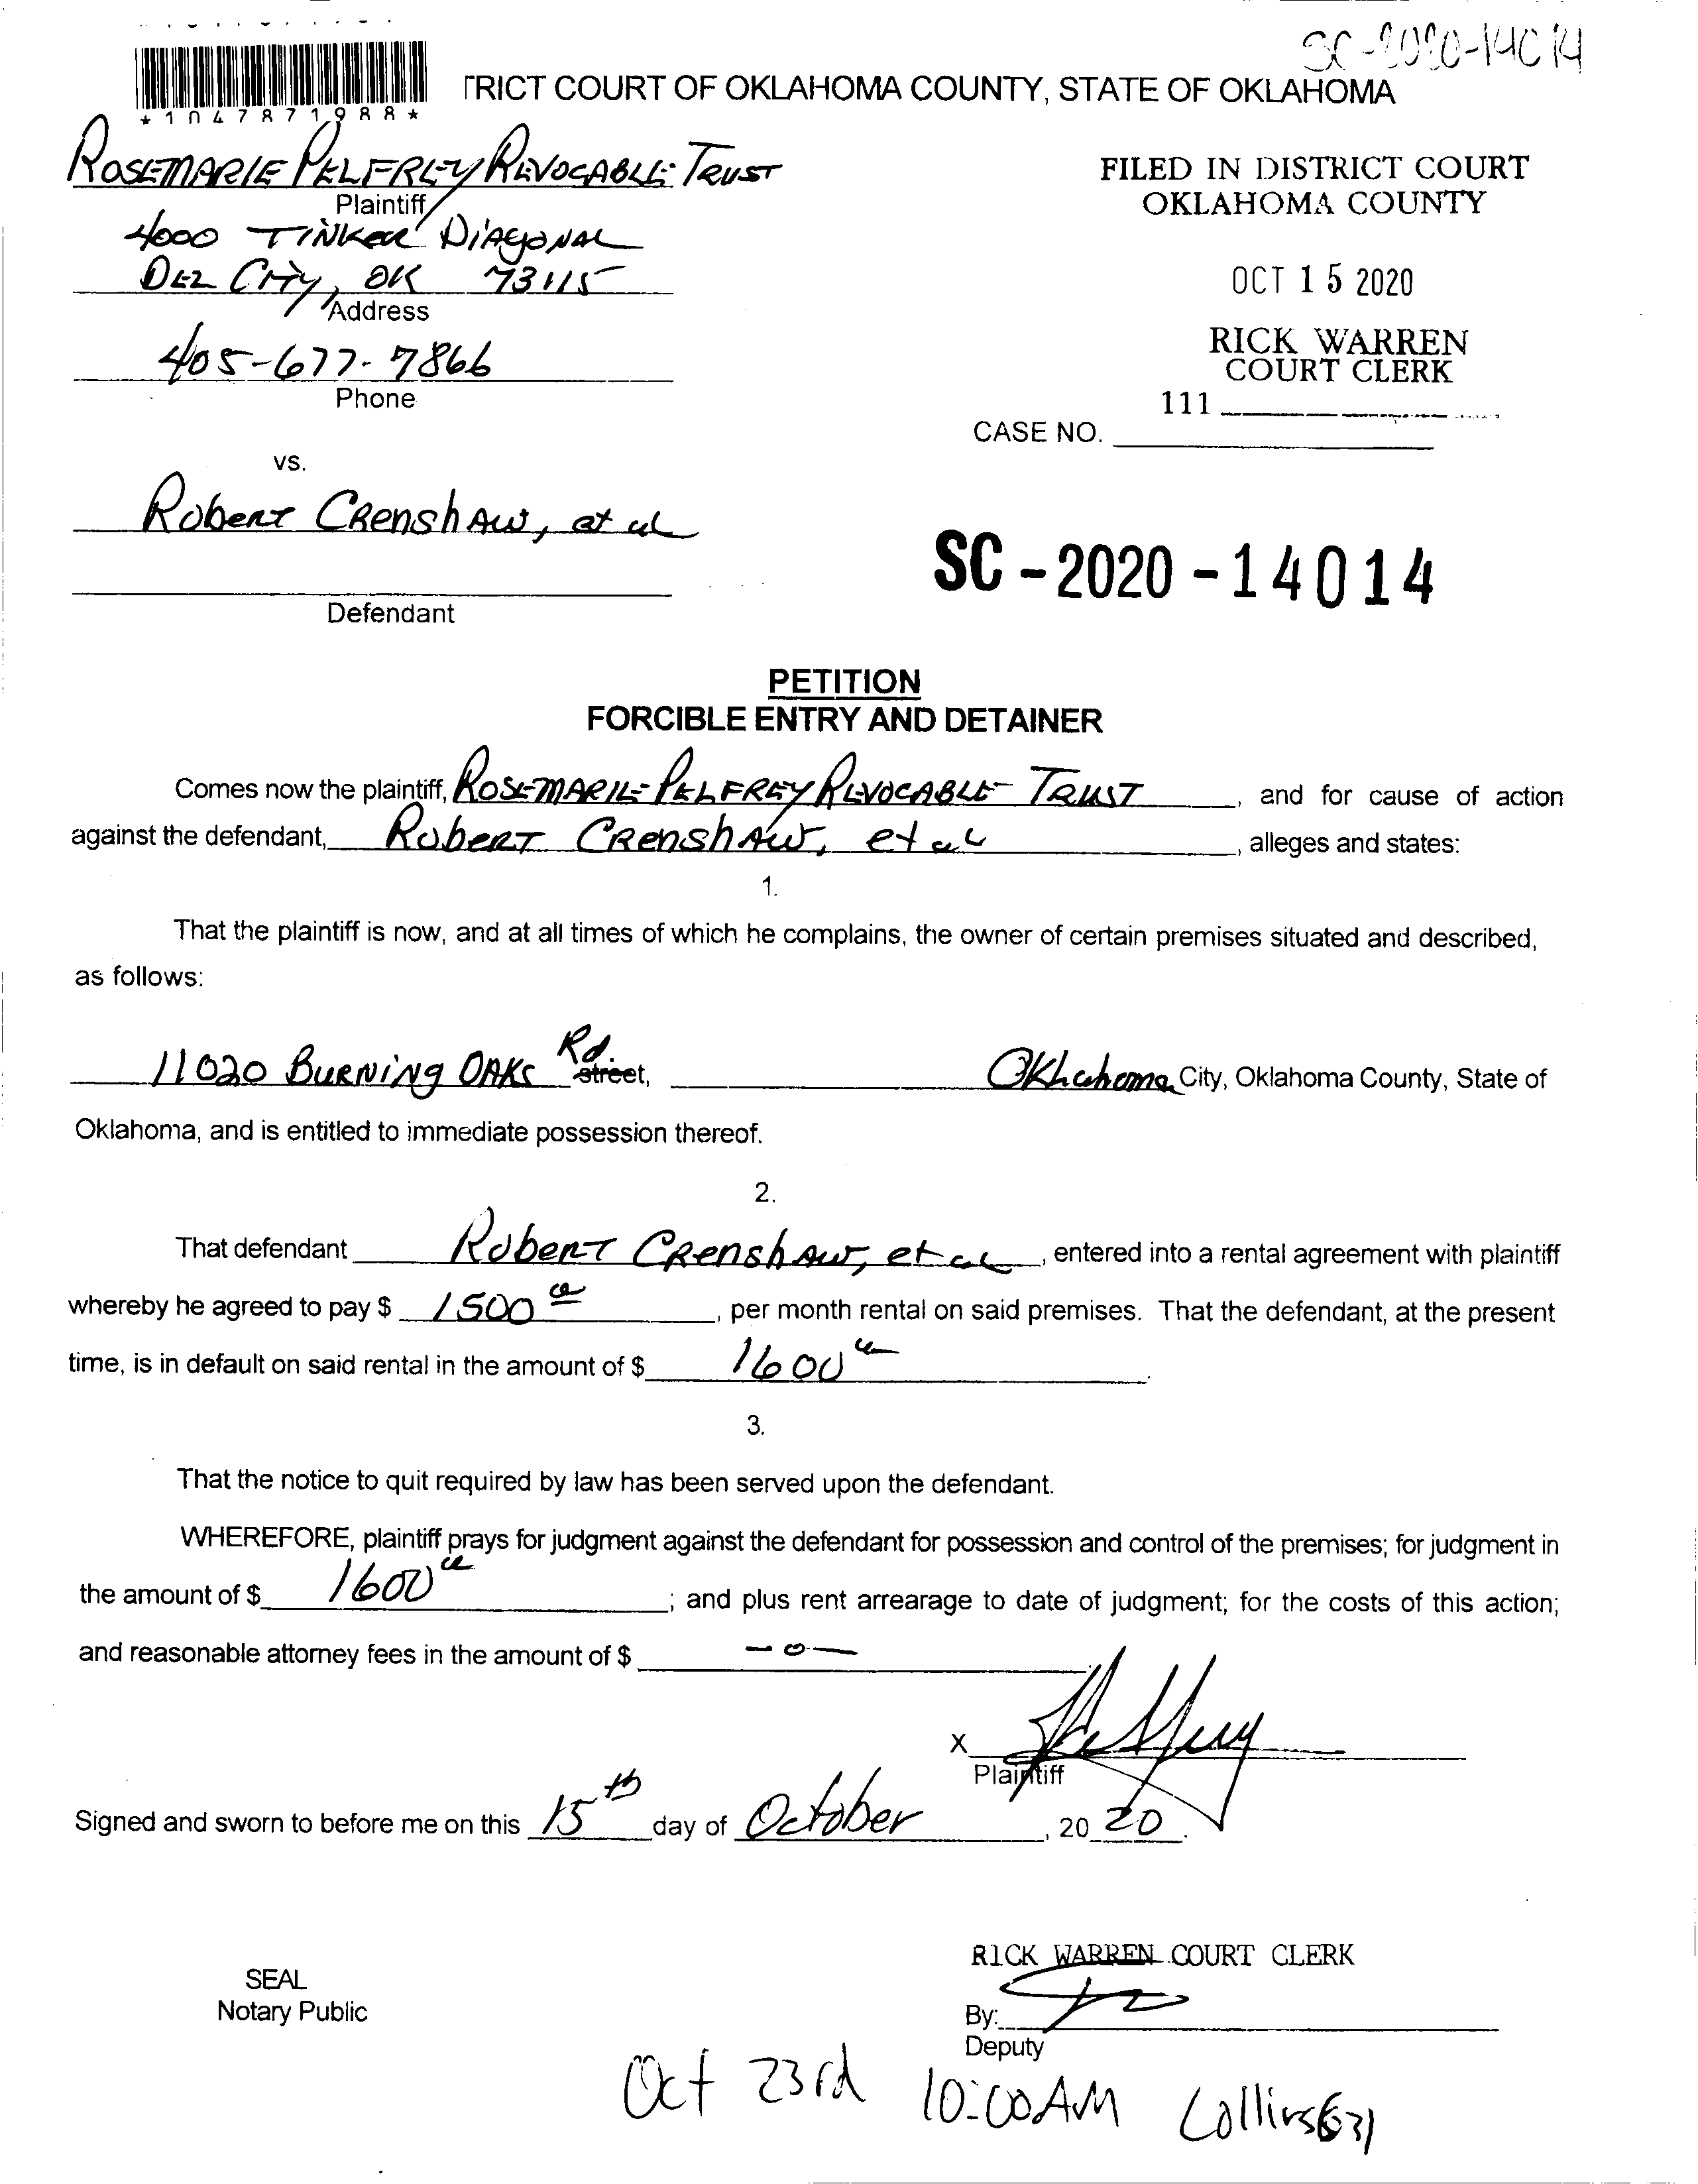 SC-2020-14014
TRICT COURT OF OKLAHOMA COUNTY, STATE OF OKLAHOMA
*1047871988*
ROSEMARIE PELFREY REVOCABLE TRUST
Plaintiff
4000 TINKER DIAGONAL
DEL CITY, OK 73115
Address
405-677-7866
Phone
FILED IN DISTRICT COURT
OKLAHOMA COUNTY
OCT 15 2020
RICK WARREN
COURT CLERK
111
CASE NO.
vs.
Robert Crenshaw, at al
Defendant
SC-2020-14014
PETITION
FORCIBLE ENTRY AND DETAINER
Comes now the plaintiff, ROSEMARIE PELFREY REVOCABLE TRUST, and for cause of action
against the defendant, Robert Crenshaw, et al, alleges and states:
1.
That the plaintiff is now, and at all times of which he complains, the owner of certain premises situated and described,
as follows:
11020 Burning Oaks Rd. street, Oklahoma City, Oklahoma County, State of
Oklahoma, and is entitled to immediate possession thereof.
2.
That defendant Robert Crenshaw, et al, entered into a rental agreement with plaintiff
whereby he agreed to pay $ 1500, per month rental on said premises. That the defendant, at the present
time, is in default on said rental in the amount of $ 1600.
3.
That the notice to quit required by law has been served upon the defendant.
WHEREFORE, plaintiff prays for judgment against the defendant for possession and control of the premises; for judgment in
the amount of $ 1600; and plus rent arrearage to date of judgment; for the costs of this action;
and reasonable attorney fees in the amount of $ -0-
X
Plaintiff
Signed and sworn to before me on this 15th day of October, 2020.
RICK WARREN COURT CLERK
SEAL
Notary Public
By:
Deputy
Oct 23rd 10:00AM Collins